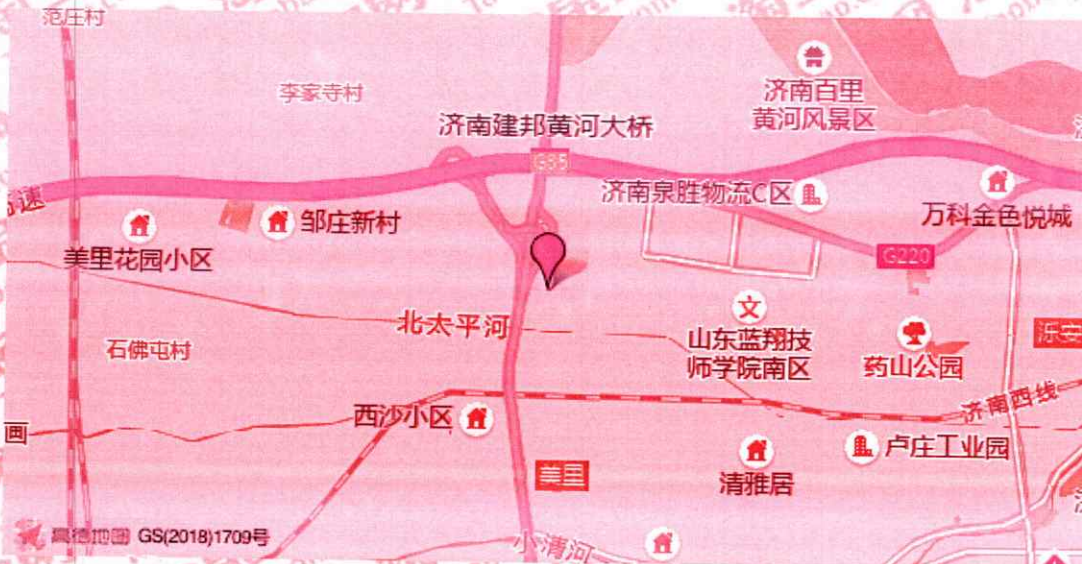 范庄村
李家寺村
济南百里
黄河风景区
济南建邦黄河大桥
G35
济南泉胜物流C区
高速
万科金色悦城
邹庄新村
美里花园小区
G220
北太平河
石佛屯村
山东蓝翔技
师学院南区
药山公园
泺安
济南西线
西沙小区
画
卢庄工业园
美里
清雅居
高德地图 GS(2018)1709号
小清河